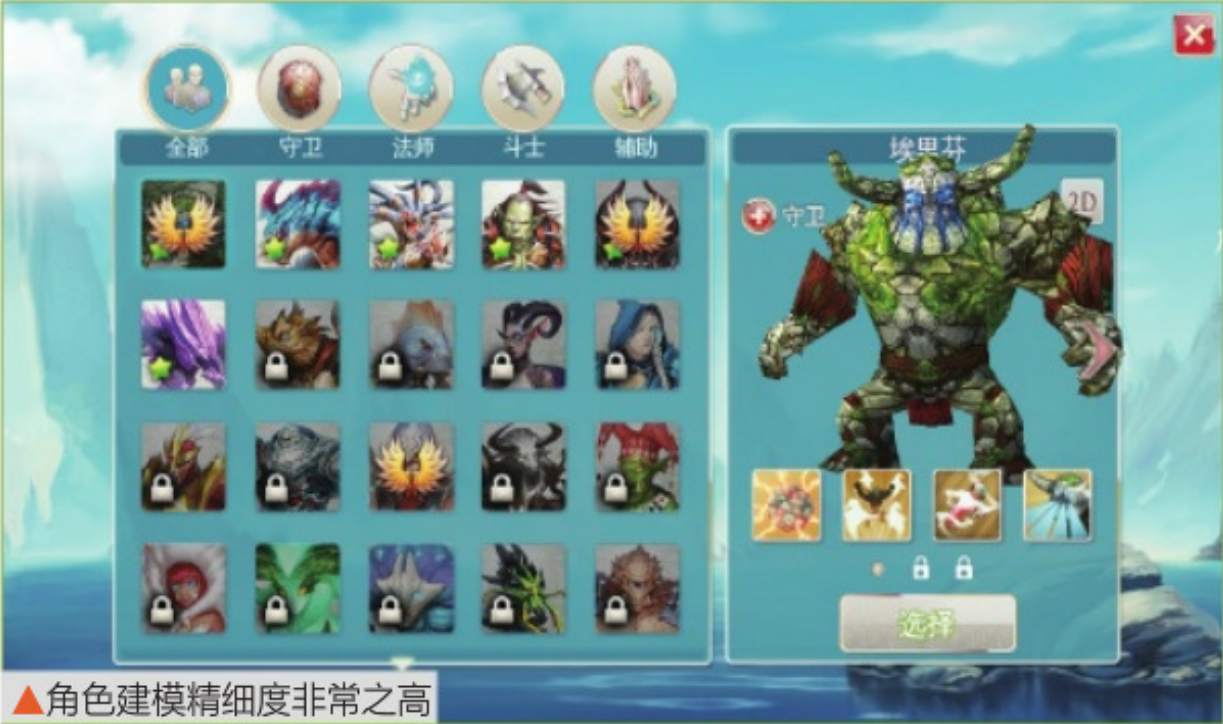 全部
守卫
法师
斗士
辅助
埃里芬
守卫
2D
选择
▲角色建模精细度非常之高